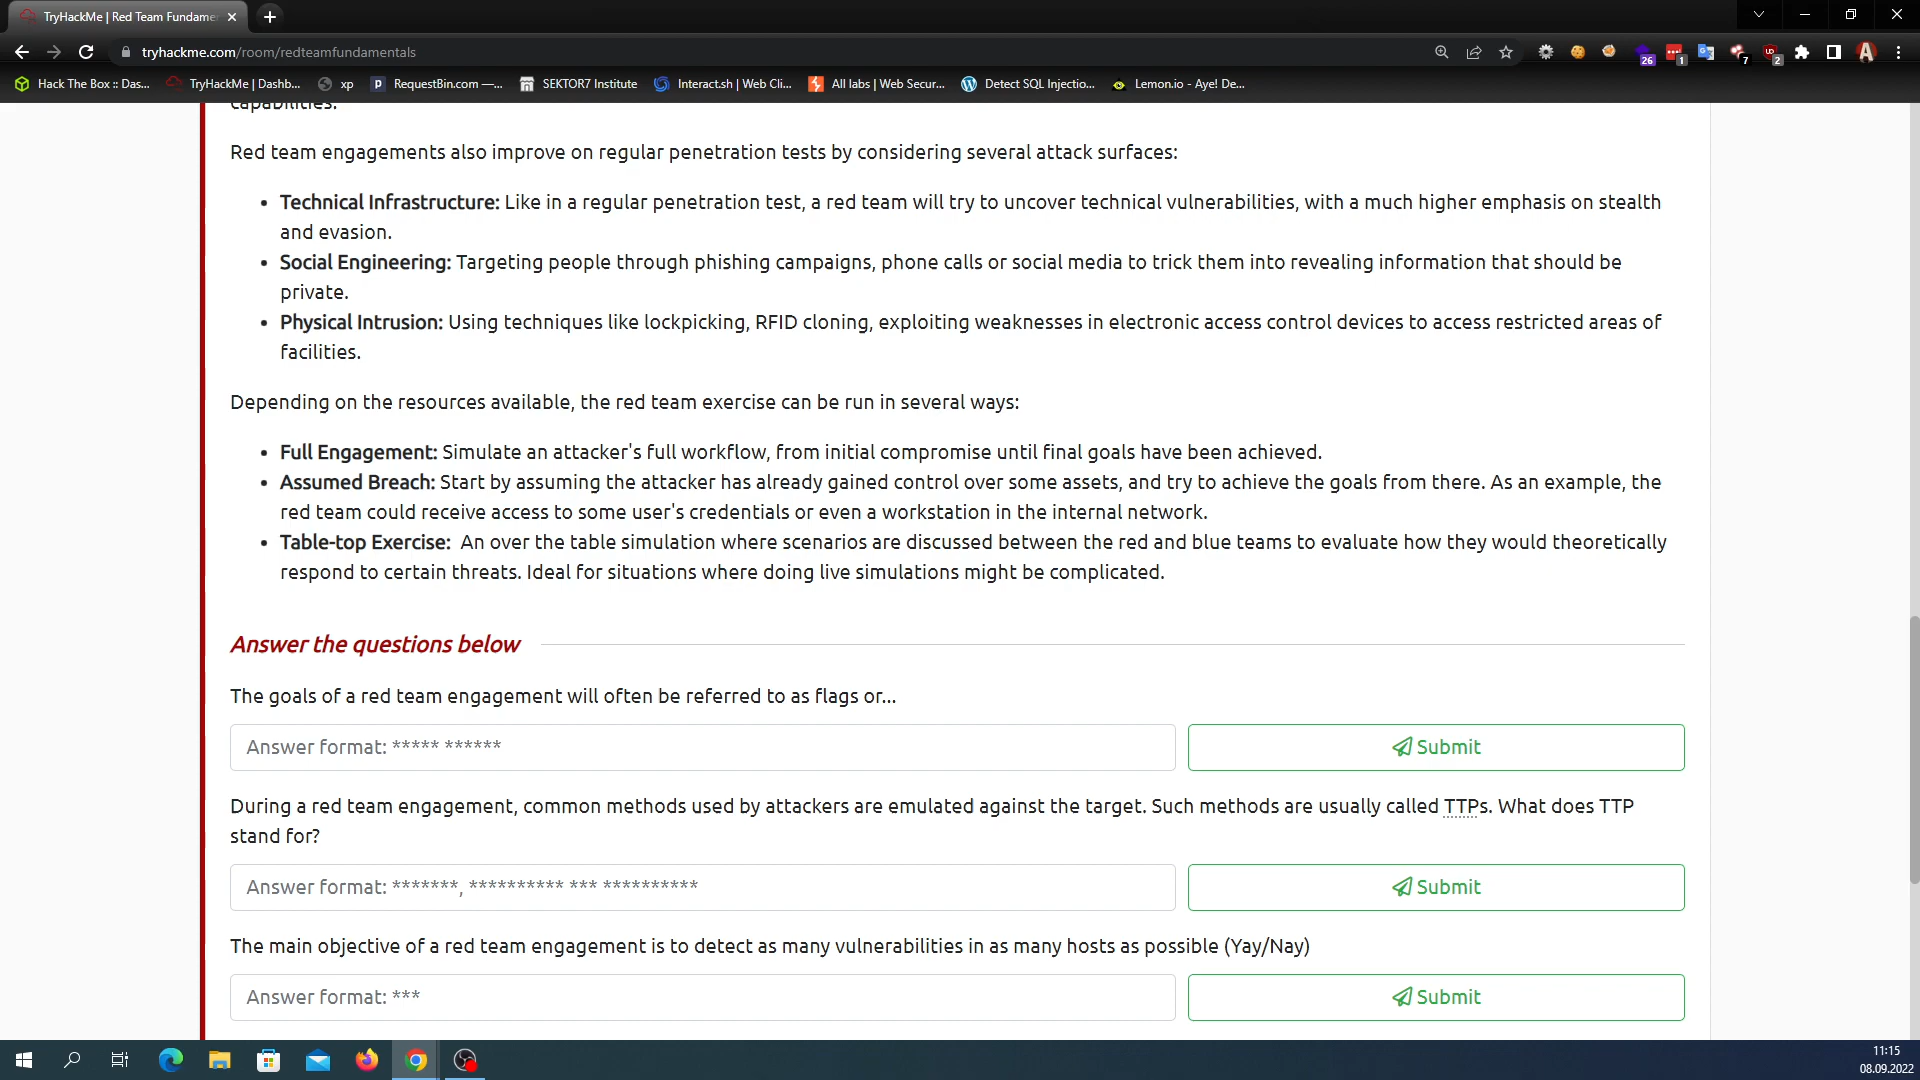 TryHackMe | Red Team Fundame
tryhackme.com/room/redteamfundamentals
26
1
7
2
Hack The Box :: Das...
TryHackMe | Dashb...
xp
RequestBin.com —...
SEKTOR7 Institute
Interact.sh | Web Cli...
All labs | Web Secur...
Detect SQL Injectio...
Lemon.io - Aye! De...
capabilities.
Red team engagements also improve on regular penetration tests by considering several attack surfaces:
• Technical Infrastructure: Like in a regular penetration test, a red team will try to uncover technical vulnerabilities, with a much higher emphasis on stealth
and evasion.
• Social Engineering: Targeting people through phishing campaigns, phone calls or social media to trick them into revealing information that should be
private.
• Physical Intrusion: Using techniques like lockpicking, RFID cloning, exploiting weaknesses in electronic access control devices to access restricted areas of
facilities.
Depending on the resources available, the red team exercise can be run in several ways:
• Full Engagement: Simulate an attacker's full workflow, from initial compromise until final goals have been achieved.
• Assumed Breach: Start by assuming the attacker has already gained control over some assets, and try to achieve the goals from there. As an example, the
red team could receive access to some user's credentials or even a workstation in the internal network.
• Table-top Exercise: An over the table simulation where scenarios are discussed between the red and blue teams to evaluate how they would theoretically
respond to certain threats. Ideal for situations where doing live simulations might be complicated.
Answer the questions below
The goals of a red team engagement will often be referred to as flags or...
Answer format: ***** ******
Submit
During a red team engagement, common methods used by attackers are emulated against the target. Such methods are usually called TTPs. What does TTP
stand for?
Answer format: *******, ********** *** **********
Submit
The main objective of a red team engagement is to detect as many vulnerabilities in as many hosts as possible (Yay/Nay)
Answer format: ***
Submit
11:15
08.09.2022